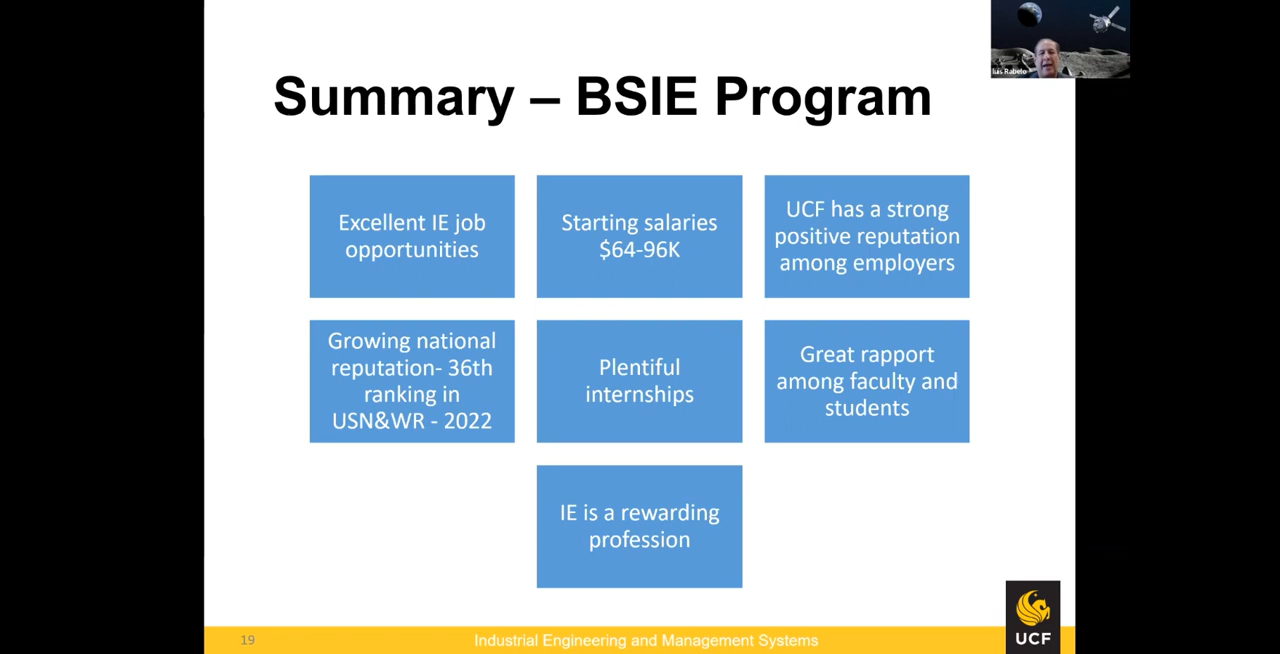 Luis Rabelo
Summary – BSIE Program
Excellent IE job
opportunities
Starting salaries
$64-96K
UCF has a strong
positive reputation
among employers
Growing national
reputation- 36th
ranking in
USN&WR - 2022
Plentiful
internships
Great rapport
among faculty and
students
IE is a rewarding
profession
19
Industrial Engineering and Management Systems
UCF